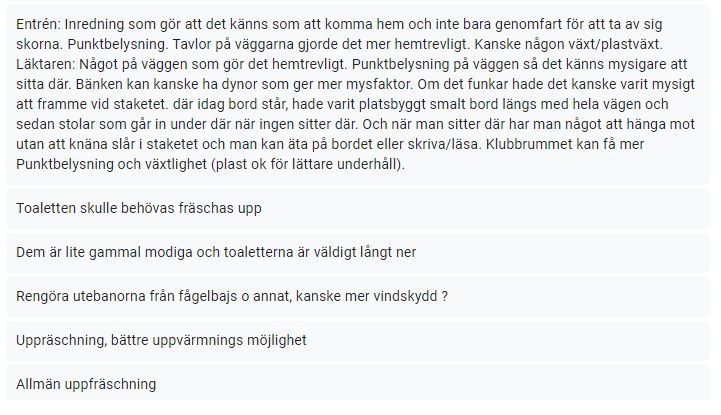 Entrén: Inredning som gör att det känns som att komma hem och inte bara genomfart för att ta av sig
skorna. Punktbelysning. Tavlor på väggarna gjorde det mer hemtrevligt. Kanske någon växt/plastväxt.
Läktaren: Något på väggen som gör det hemtrevligt. Punktbelysning på väggen så det känns mysigare att
sitta där. Bänken kan kanske ha dynor som ger mer mysfaktor. Om det funkar hade det kanske varit mysigt
att framme vid staketet. där idag bord står, hade varit platsbyggt smalt bord längs med hela vägen och
sedan stolar som går in under där när ingen sitter där. Och när man sitter där har man något att hänga mot
utan att knäna slår i staketet och man kan äta på bordet eller skriva/läsa. Klubbrummet kan få mer
Punktbelysning och växtlighet (plast ok för lättare underhåll).
Toaletten skulle behövas fräschas upp
Dem är lite gammal modiga och toaletterna är väldigt långt ner
Rengöra utebanorna från fågelbajs o annat, kanske mer vindskydd ?
Uppräschning, bättre uppvärmnings möjlighet
Allmän uppfräschning